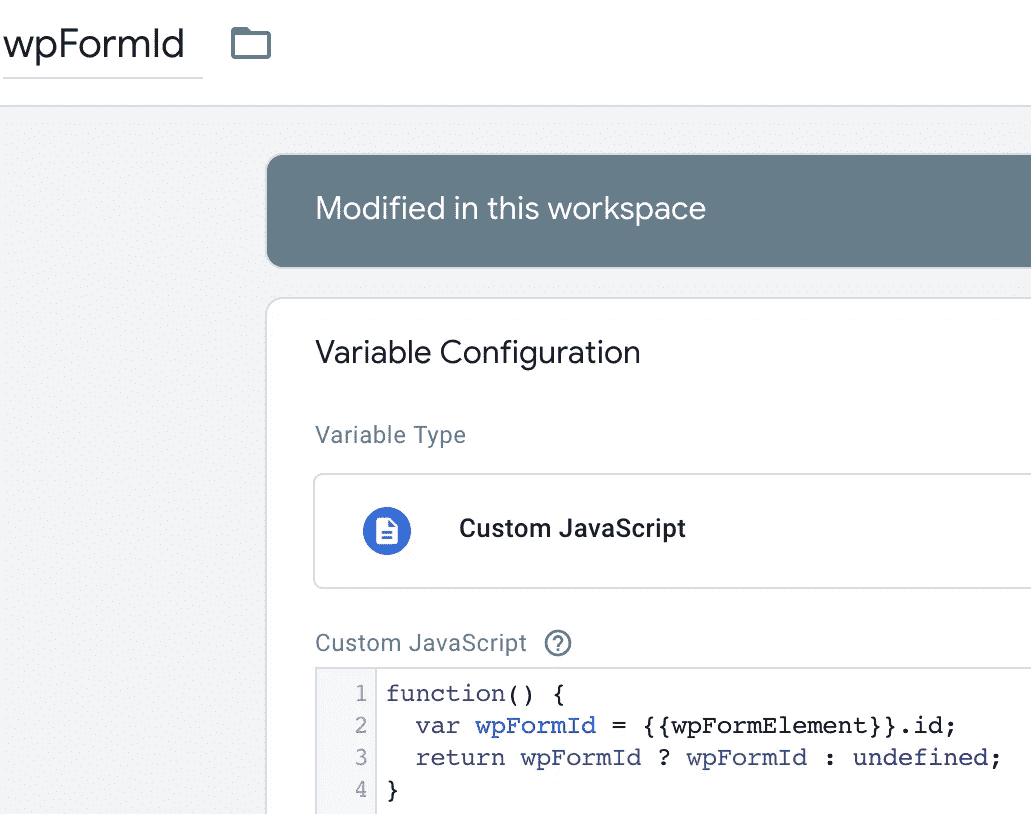 wpFormId
Modified in this workspace
Variable Configuration
Variable Type
Custom JavaScript
Custom JavaScript ?
1 function() {
2   var wpFormId = {{wpFormElement}}.id;
3   return wpFormId ? wpFormId : undefined;
4 }